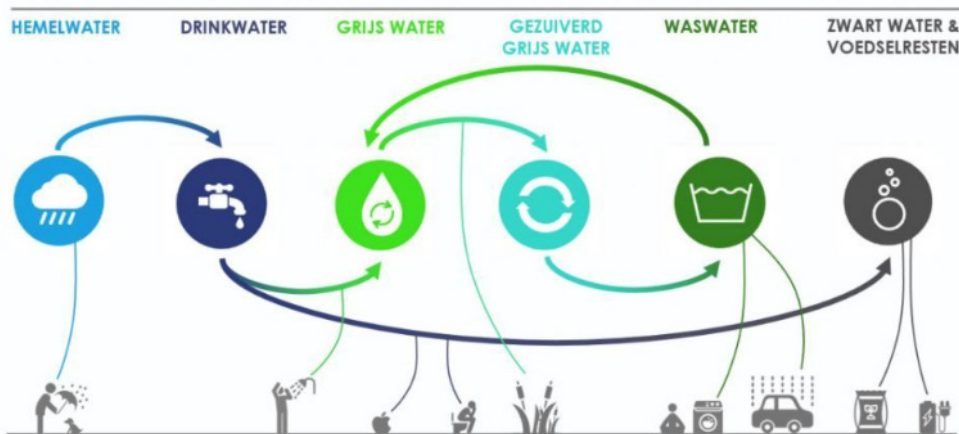 HEMELWATER
DRINKWATER
GRIJS WATER
GEZUIVERD
GRIJS WATER
WASWATER
ZWART WATER &
VOEDSELRESTEN